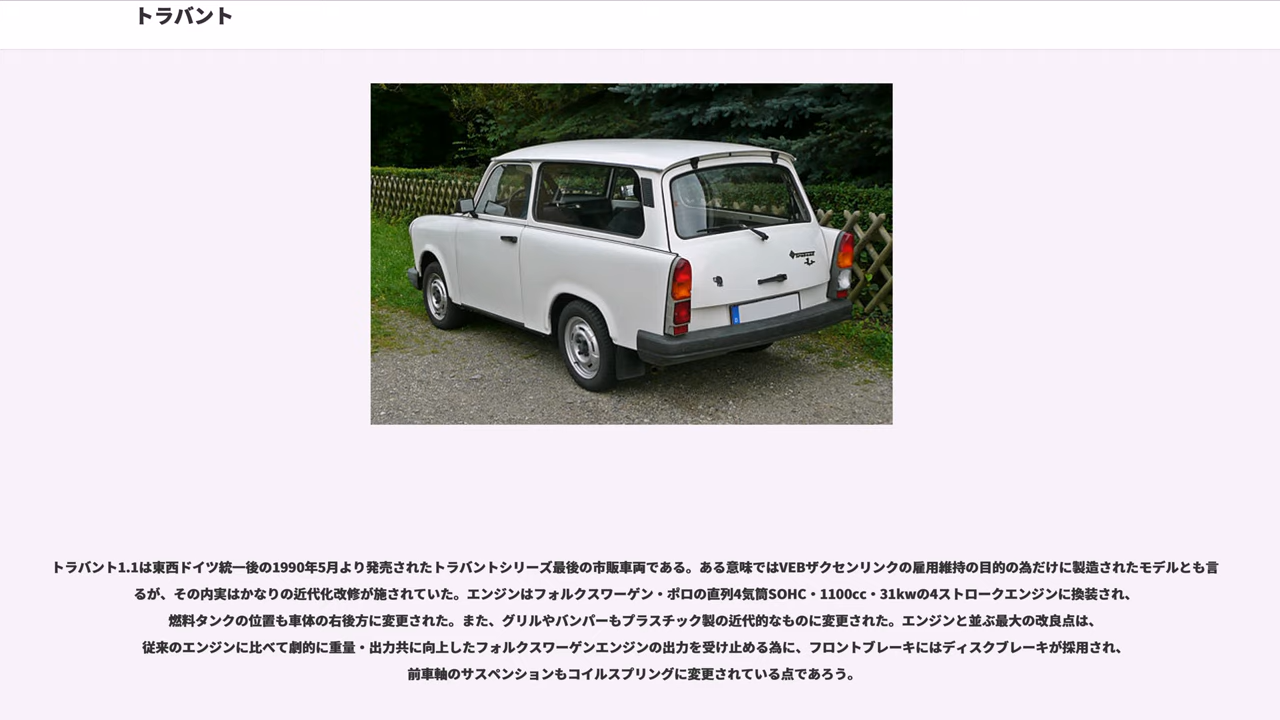 トラバント
トラバント1.1は東西ドイツ統一後の1990年5月より発売されたトラバントシリーズ最後の市販車両である。ある意味ではVEBザクセンリンクの雇用維持の目的の為だけに製造されたモデルとも言
るが、その内実はかなりの近代化改修が施されていた。エンジンはフォルクスワーゲン・ポロの直列4気筒SOHC・1100cc・31kwの4ストロークエンジンに換装され、
燃料タンクの位置も車体の右後方に変更された。また、グリルやバンパーもプラスチック製の近代的なものに変更された。エンジンと並ぶ最大の改良点は、
従来のエンジンに比べて劇的に重量・出力共に向上したフォルクスワーゲンエンジンの出力を受け止める為に、フロントブレーキにはディスクブレーキが採用され、
前車軸のサスペンションもコイルスプリングに変更されている点であろう。